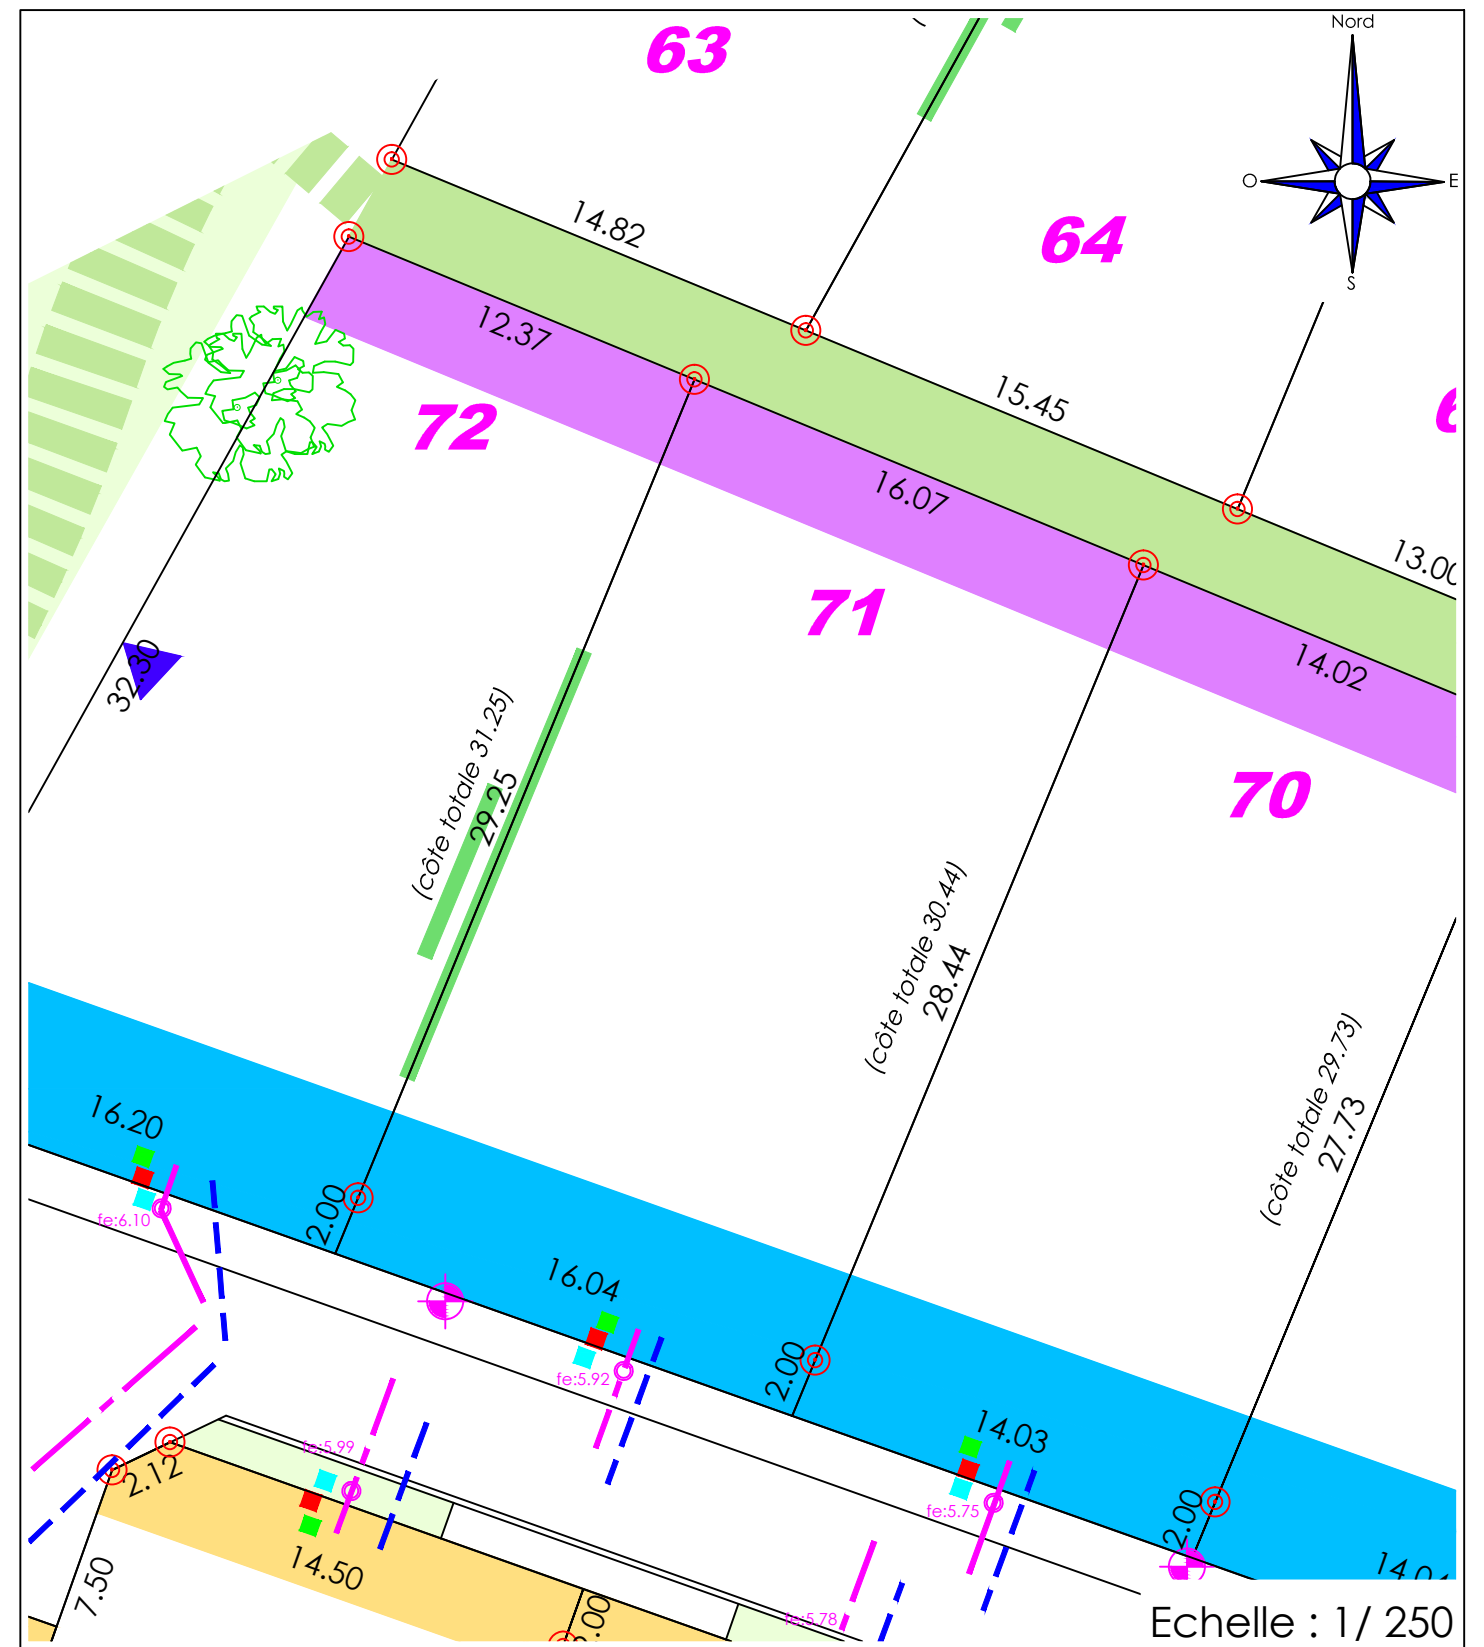 Nord
63
O
E
S
14.82
64
12.37
15.45
72
16.07
13.00
71
14.02
32.30
70
(côte totale 31.25)
29.25
(côte totale 30.44)
28.44
(côte totale 29.73)
27.73
16.20
fe:6.10
2.00
16.04
fe:5.92
2.00
14.03
fe:5.75
2.00
fe:5.99
2.12
14.50
7.50
fe:5.78
Echelle : 1/ 250